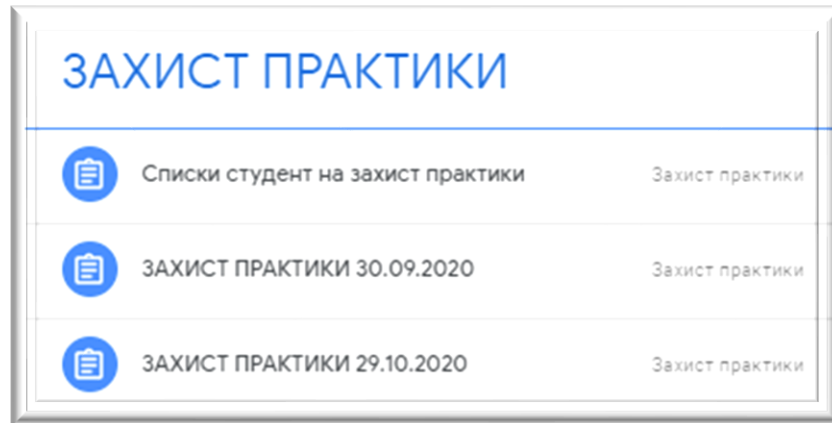 ЗАХИСТ ПРАКТИКИ
Списки студент на захист практики Захист практики
ЗАХИСТ ПРАКТИКИ 30.09.2020 Захист практики
ЗАХИСТ ПРАКТИКИ 29.10.2020 Захист практики